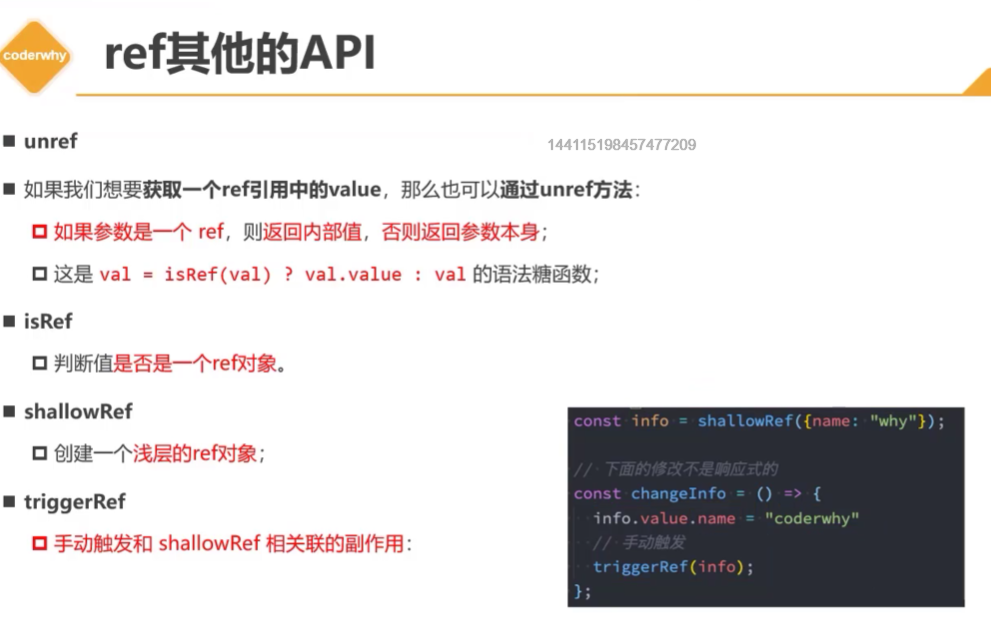 coderwhy
ref其他的API
unref
144115198457477209
如果我们想要获取一个ref引用中的value，那么也可以通过unref方法：
如果参数是一个 ref，则返回内部值，否则返回参数本身；
这是 val = isRef(val) ? val.value : val 的语法糖函数；
isRef
判断值是否是一个ref对象。
shallowRef
创建一个浅层的ref对象；
triggerRef
手动触发和 shallowRef 相关联的副作用：
const info = shallowRef({name: "why"});
// 下面的修改不是响应式的
const changeInfo = () => {
info.value.name = "coderwhy"
// 手动触发
triggerRef(info);
};